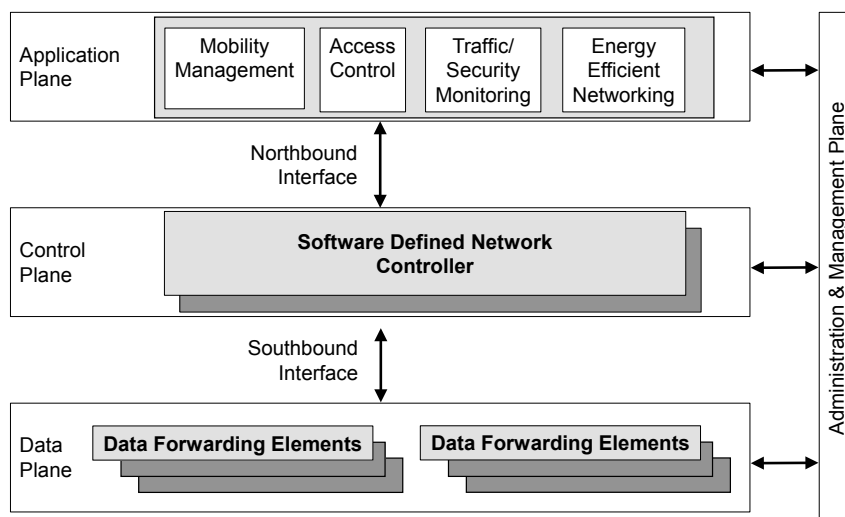 Application
Plane
Mobility
Management
Access
Control
Traffic/
Security
Monitoring
Energy
Efficient
Networking
Northbound
Interface
Control
Plane
Software Defined Network
Controller
Southbound
Interface
Data
Plane
Data Forwarding Elements
Data Forwarding Elements
Administration & Management Plane